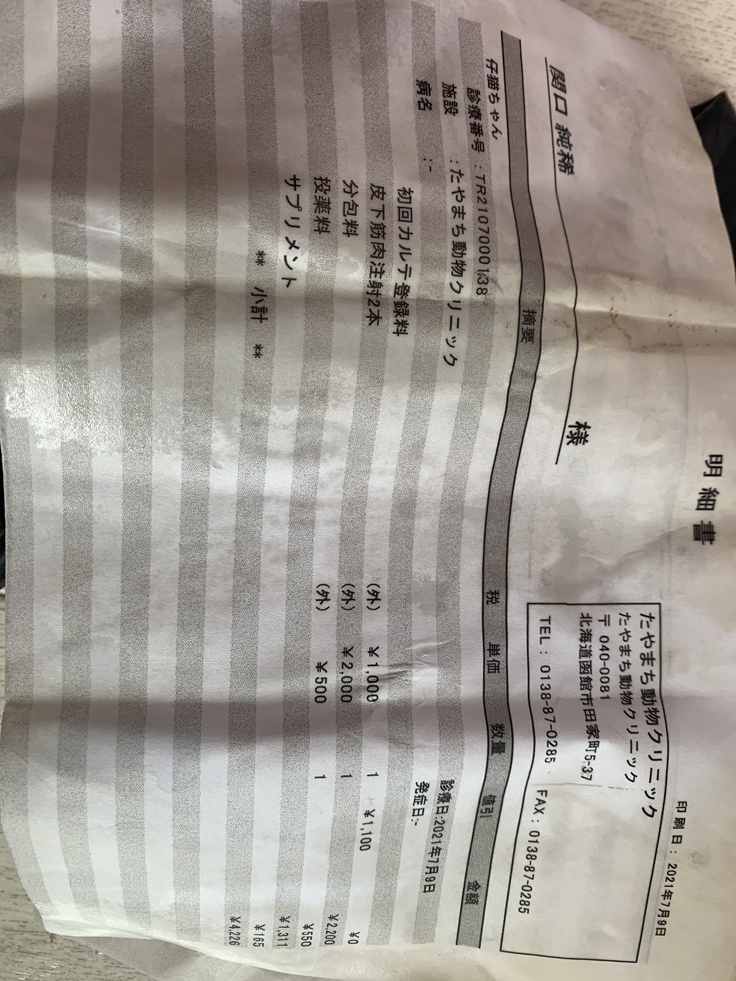 明細書
印刷日: 2021年7月9日
関口 純稀 様
たやまち動物クリニック
たやまち動物クリニック
〒040-0081
北海道函館市田家町5-37
TEL: 0138-87-0285 FAX: 0138-87-0285
摘要 税 単価 数量 値引 金額
仔猫ちゃん
診療番号 :TR2107000138 診療日:2021年7月9日
施設 :たやまち動物クリニック 発症日:-
病名 :-
初回カルテ登録料 (外) ¥1,000 1 ¥1,100 ¥0
皮下筋肉注射2本 (外) ¥2,000 1 ¥2,200
分包料 (外) ¥500 1 ¥550
投薬料 ¥1,311
サプリメント ¥165
** 小計 ** ¥4,226